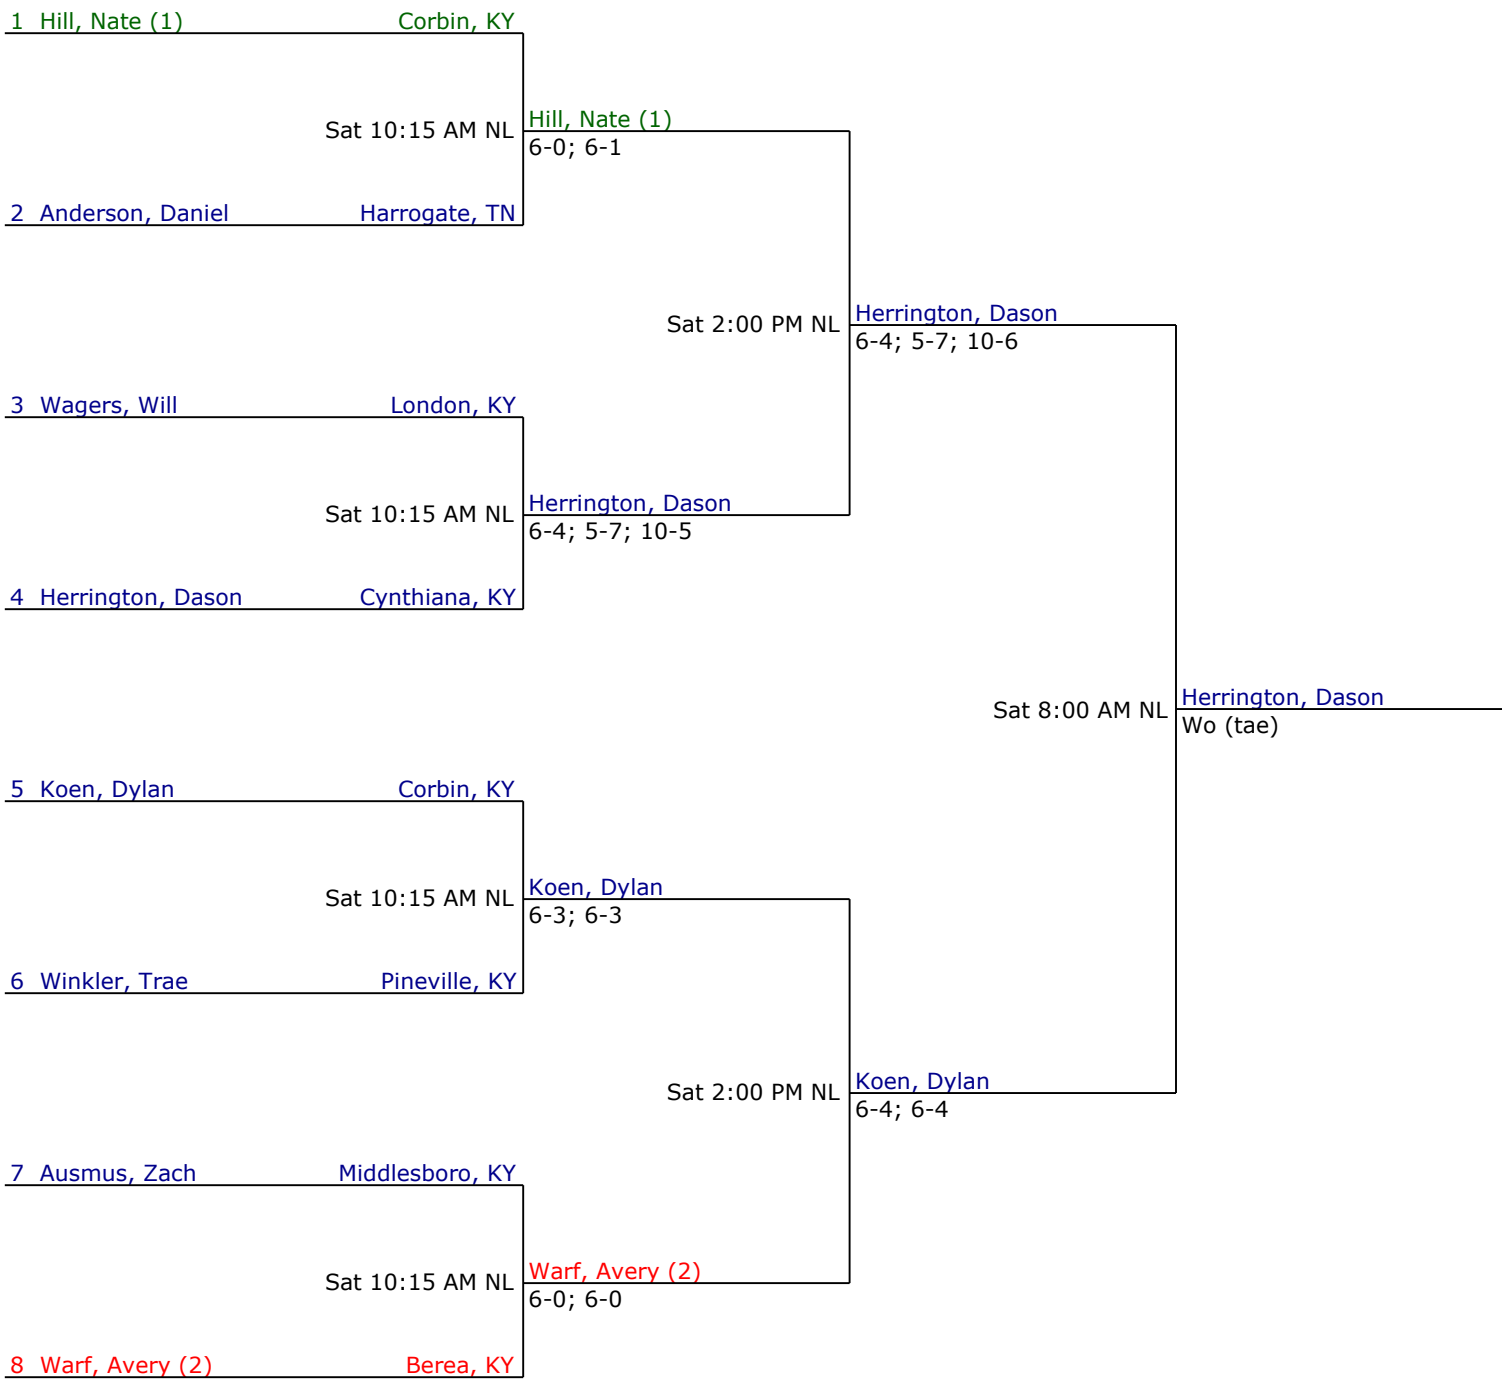 1 Hill, Nate (1) Corbin, KY
Hill, Nate (1)
Sat 10:15 AM NL
6-0; 6-1
2 Anderson, Daniel Harrogate, TN
Herrington, Dason
Sat 2:00 PM NL
6-4; 5-7; 10-6
3 Wagers, Will London, KY
Herrington, Dason
Sat 10:15 AM NL
6-4; 5-7; 10-5
4 Herrington, Dason Cynthiana, KY
Herrington, Dason
Sat 8:00 AM NL
Wo (tae)
5 Koen, Dylan Corbin, KY
Koen, Dylan
Sat 10:15 AM NL
6-3; 6-3
6 Winkler, Trae Pineville, KY
Koen, Dylan
Sat 2:00 PM NL
6-4; 6-4
7 Ausmus, Zach Middlesboro, KY
Warf, Avery (2)
Sat 10:15 AM NL
6-0; 6-0
8 Warf, Avery (2) Berea, KY